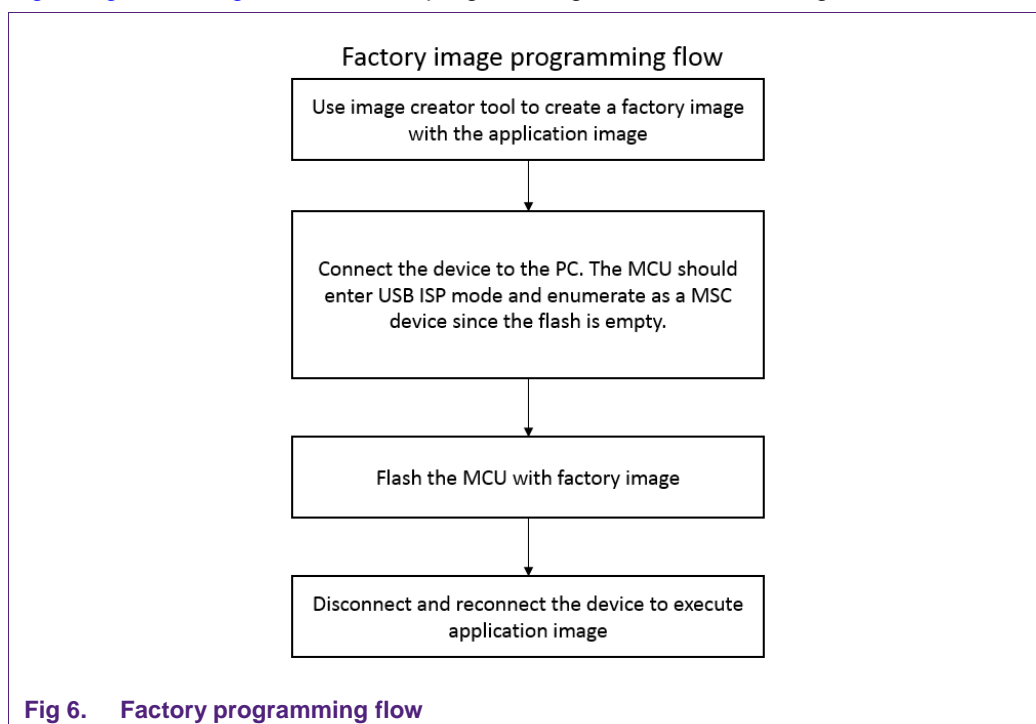 Factory image programming flow
Use image creator tool to create a factory image
with the application image
Connect the device to the PC. The MCU should
enter USB ISP mode and enumerate as a MSC
device since the flash is empty.
Flash the MCU with factory image
Disconnect and reconnect the device to execute
application image
Fig 6. Factory programming flow